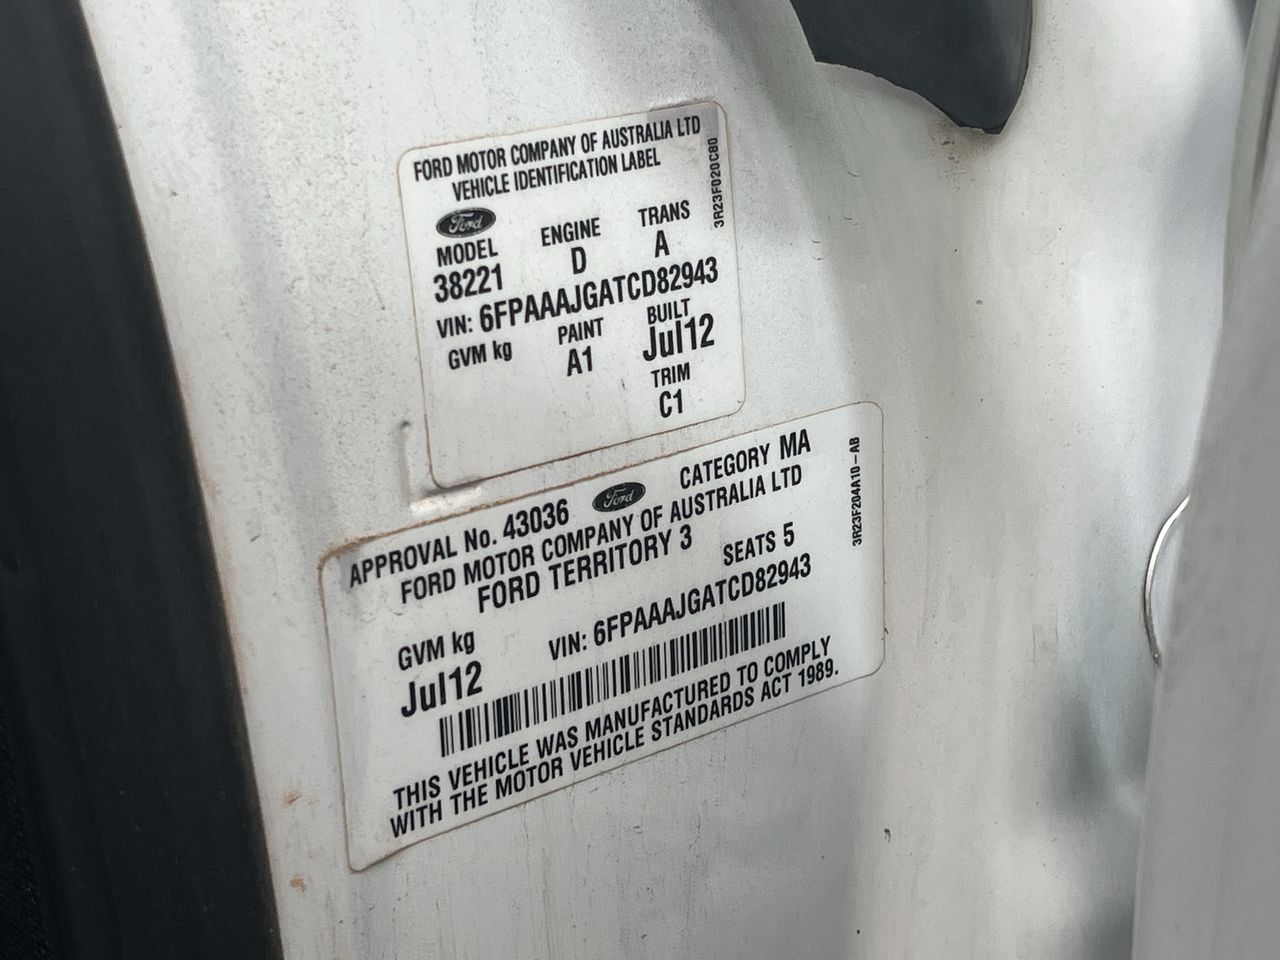 FORD MOTOR COMPANY OF AUSTRALIA LTD
VEHICLE IDENTIFICATION LABEL
3R23F020C80
Ford
MODEL ENGINE TRANS
38221 D A
VIN: 6FPAAAJGATCD82943
GVM kg PAINT BUILT
A1 Jul12
TRIM
C1
APPROVAL No. 43036 Ford CATEGORY MA
FORD MOTOR COMPANY OF AUSTRALIA LTD
FORD TERRITORY 3 SEATS 5
3R23F204A10-AB
GVM kg VIN: 6FPAAAJGATCD82943
Jul12
THIS VEHICLE WAS MANUFACTURED TO COMPLY
WITH THE MOTOR VEHICLE STANDARDS ACT 1989.